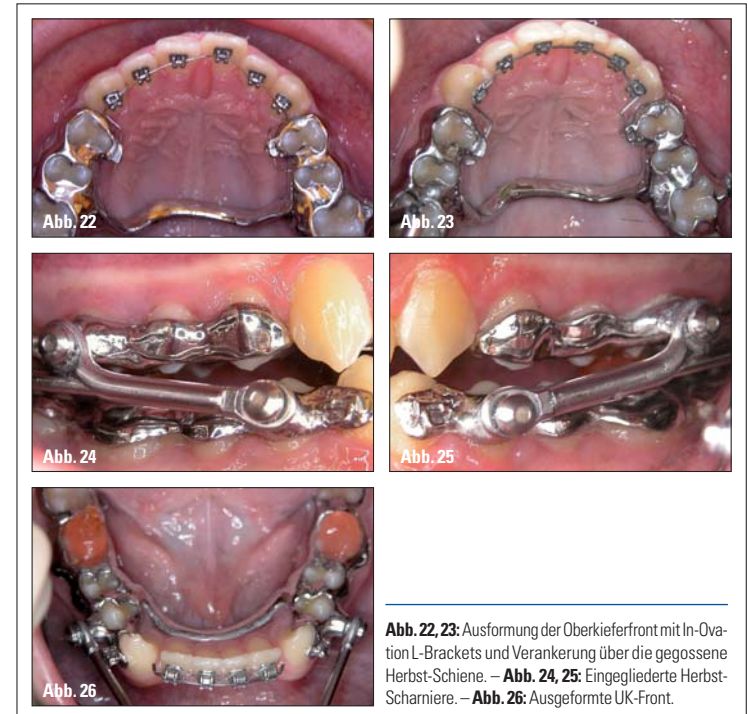 Abb. 22
Abb. 23
Abb. 24
Abb. 25
Abb. 26
Abb. 22, 23: Ausformung der Oberkieferfront mit In-Ova-
tion L-Brackets und Verankerung über die gegossene
Herbst-Schiene. – Abb. 24, 25: Eingegliederte Herbst-
Scharniere. – Abb. 26: Ausgeformte UK-Front.